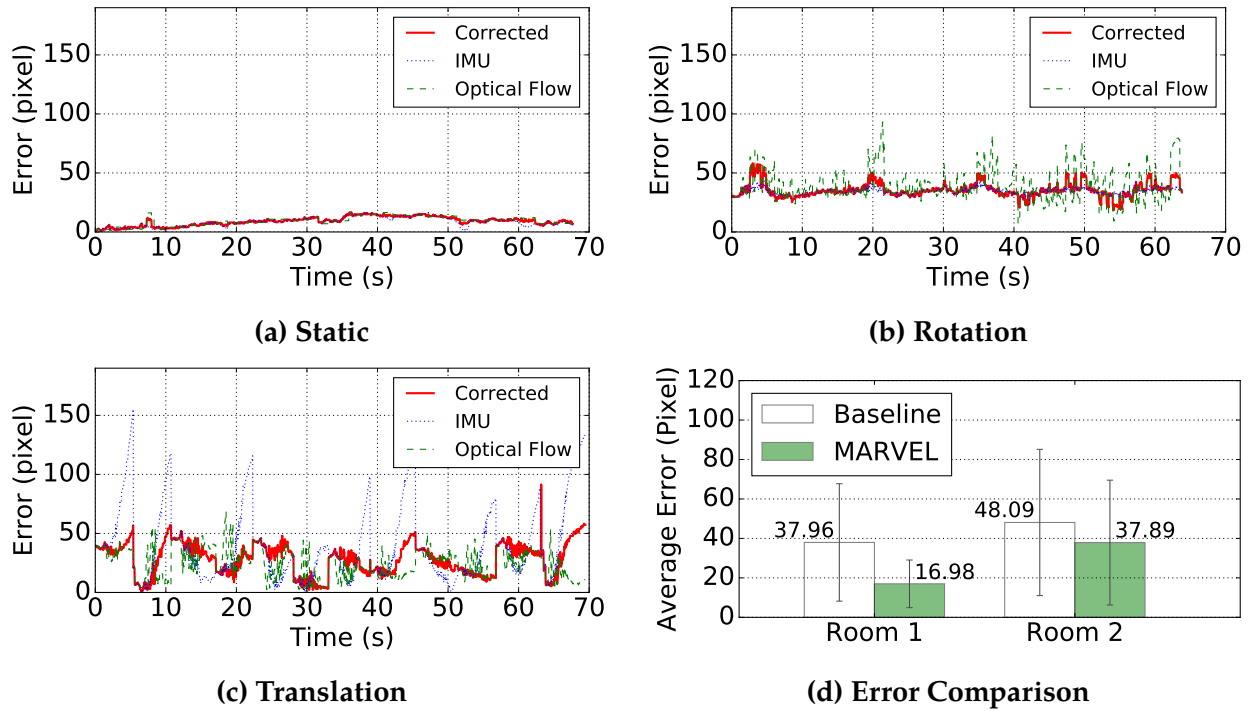 Error (pixel)
150
100
50
0
Corrected
IMU
Optical Flow
0 10 20 30 40 50 60 70
Time (s)
(a) Static
Error (pixel)
150
100
50
0
Corrected
IMU
Optical Flow
0 10 20 30 40 50 60 70
Time (s)
(b) Rotation
Error (pixel)
150
100
50
0
Corrected
IMU
Optical Flow
0 10 20 30 40 50 60 70
Time (s)
(c) Translation
Average Error (Pixel)
120
100
80
60
40
20
0
Baseline
MARVEL
37.96
16.98
48.09
37.89
Room 1 Room 2
(d) Error Comparison